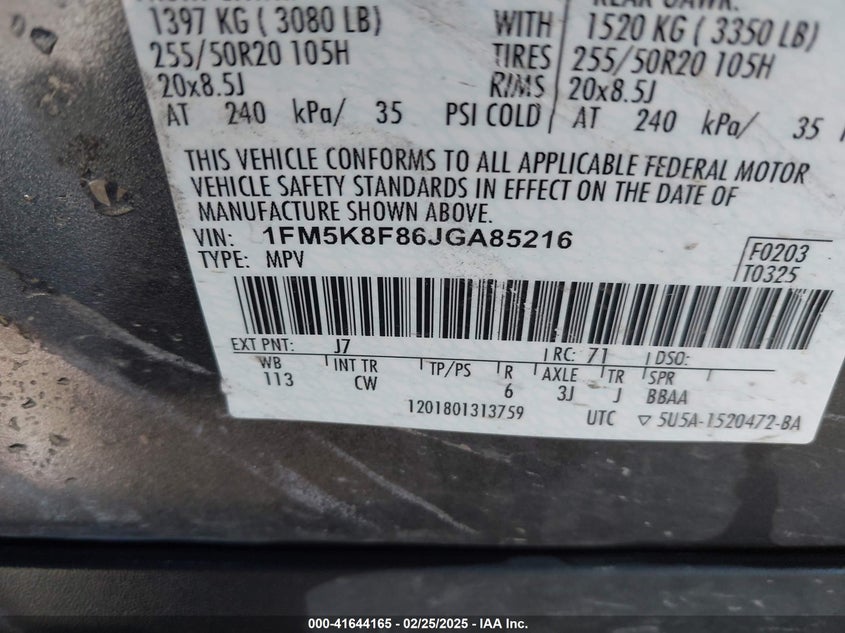 1397 KG ( 3080 LB) WITH 1520 KG ( 3350 LB)
255/50R20 105H TIRES 255/50R20 105H
20x8.5J RIMS 20x8.5J
AT 240 kPa/ 35 PSI COLD AT 240 kPa/ 35
THIS VEHICLE CONFORMS TO ALL APPLICABLE FEDERAL MOTOR
VEHICLE SAFETY STANDARDS IN EFFECT ON THE DATE OF
MANUFACTURE SHOWN ABOVE.
VIN: 1FM5K8F86JGA85216
TYPE: MPV
F0203
T0325
EXT PNT: J7 RC: 71 DSO:
WB INT TR TP/PS R AXLE TR SPR
113 CW 6 3J J BBAA
1201801313759
UTC ▽ 5U5A-1520472-BA
000-41644165 - 02/25/2025 - IAA Inc.